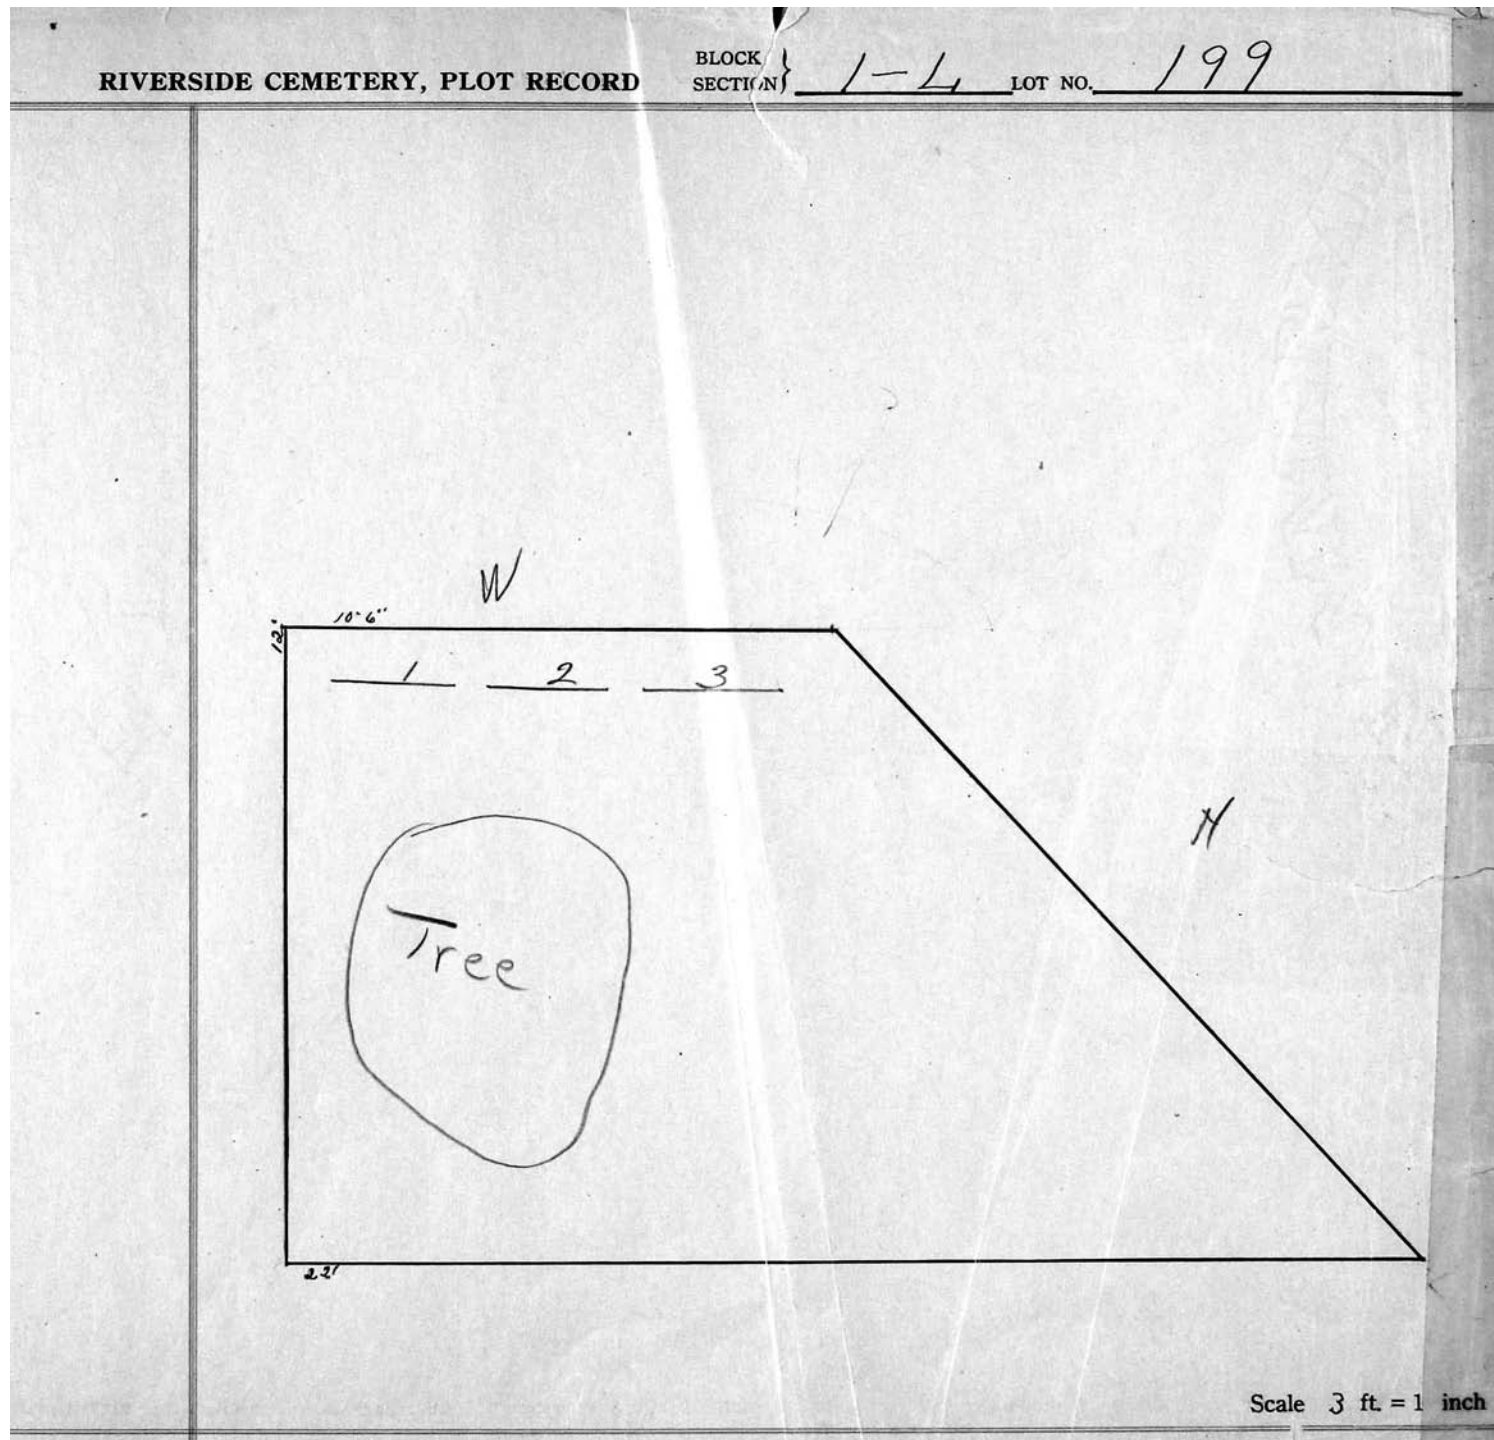 RIVERSIDE CEMETERY, PLOT RECORD BLOCK SECTION} 1-L LOT NO. 199
W
12' 10-6"
1 2 3
N
Tree
22'
Scale 3 ft. = 1 inch